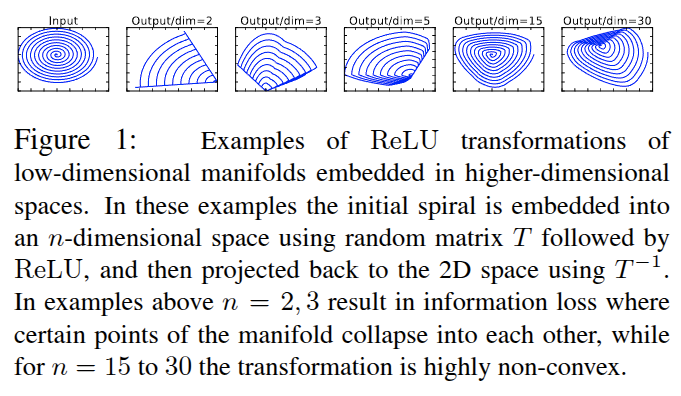 Input Output/dim=2 Output/dim=3 Output/dim=5 Output/dim=15 Output/dim=30
Figure 1: Examples of ReLU transformations of
low-dimensional manifolds embedded in higher-dimensional
spaces. In these examples the initial spiral is embedded into
an n-dimensional space using random matrix T followed by
ReLU, and then projected back to the 2D space using T⁻¹.
In examples above n = 2, 3 result in information loss where
certain points of the manifold collapse into each other, while
for n = 15 to 30 the transformation is highly non-convex.